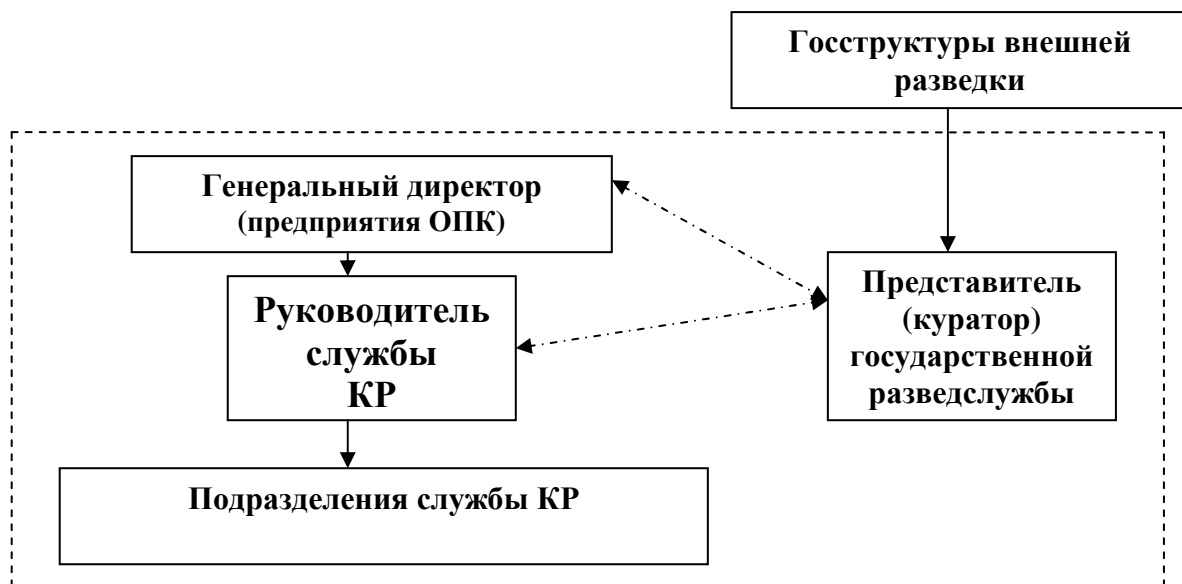 Госструктуры внешней
разведки
Генеральный директор
(предприятия ОПК)
Руководитель
службы
КР
Представитель
(куратор)
государственной
разведслужбы
Подразделения службы КР